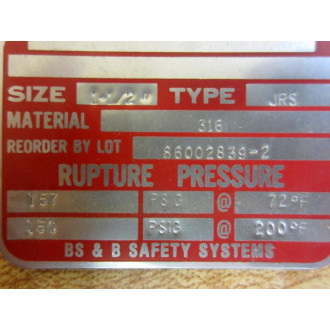 SIZE 1-1/2" TYPE JRS
MATERIAL 316
REORDER BY LOT 86002839-2
RUPTURE PRESSURE
157 PSIG @ 72°F
150 PSIG @ 200°F
BS & B SAFETY SYSTEMS